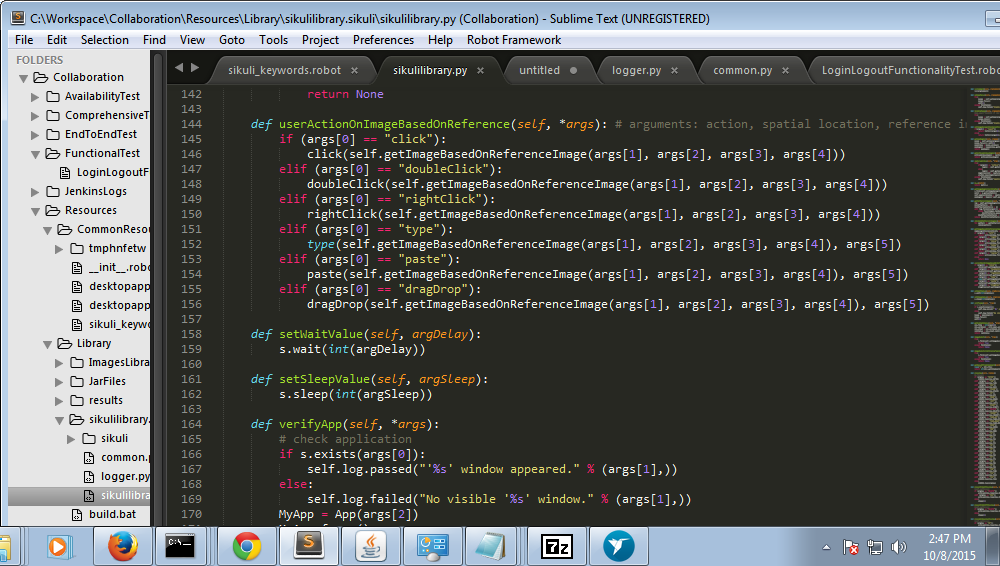 C:\Workspace\Collaboration\Resources\Library\sikulilibrary.sikuli\sikulilibrary.py (Collaboration) - Sublime Text (UNREGISTERED)
File Edit Selection Find View Goto Tools Project Preferences Help Robot Framework
FOLDERS
Collaboration
AvailabilityTest
ComprehensiveT
EndToEndTest
FunctionalTest
LoginLogoutF
JenkinsLogs
Resources
CommonResou
tmphnfetw
__init__.robo
desktopapp
desktopapp
sikuli_keywo
Library
ImagesLibra
JarFiles
results
sikulilibrary.
sikuli
common.p
logger.py
sikulilibra
build.bat
sikuli_keywords.robot × sikulilibrary.py × untitled logger.py × common.py × LoginLogoutFunctionalityTest.robo
142 return None
143
144 def userActionOnImageBasedOnReference(self, *args): # arguments: action, spatial location, reference i
145 if (args[0] == "click"):
146 click(self.getImageBasedOnReferenceImage(args[1], args[2], args[3], args[4]))
147 elif (args[0] == "doubleClick"):
148 doubleClick(self.getImageBasedOnReferenceImage(args[1], args[2], args[3], args[4]))
149 elif (args[0] == "rightClick"):
150 rightClick(self.getImageBasedOnReferenceImage(args[1], args[2], args[3], args[4]))
151 elif (args[0] == "type"):
152 type(self.getImageBasedOnReferenceImage(args[1], args[2], args[3], args[4]), args[5])
153 elif (args[0] == "paste"):
154 paste(self.getImageBasedOnReferenceImage(args[1], args[2], args[3], args[4]), args[5])
155 elif (args[0] == "dragDrop"):
156 dragDrop(self.getImageBasedOnReferenceImage(args[1], args[2], args[3], args[4]), args[5])
157
158 def setWaitValue(self, argDelay):
159 s.wait(int(argDelay))
160
161 def setSleepValue(self, argSleep):
162 s.sleep(int(argSleep))
163
164 def verifyApp(self, *args):
165 # check application
166 if s.exists(args[0]):
167 self.log.passed("'%s' window appeared." % (args[1],))
168 else:
169 self.log.failed("No visible '%s' window." % (args[1],))
170 MyApp = App(args[2])
7z
2:47 PM
10/8/2015